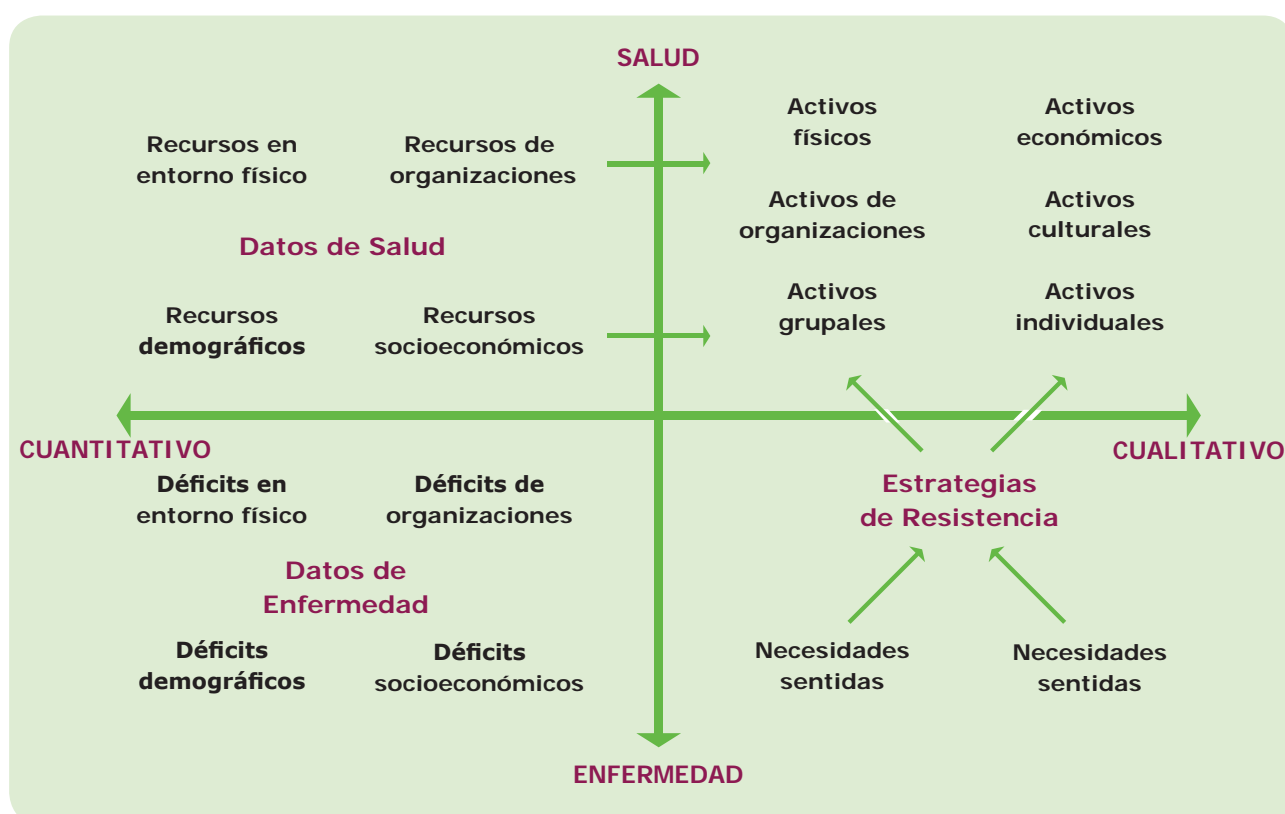 SALUD
Recursos en
entorno físico
Recursos de
organizaciones
Datos de Salud
Recursos
demográficos
Recursos
socioeconómicos
Activos
físicos
Activos
económicos
Activos de
organizaciones
Activos
culturales
Activos
grupales
Activos
individuales
CUANTITATIVO
CUALITATIVO
Déficits en
entorno físico
Déficits de
organizaciones
Datos de
Enfermedad
Déficits
demográficos
Déficits
socioeconómicos
Estrategias
de Resistencia
Necesidades
sentidas
Necesidades
sentidas
ENFERMEDAD